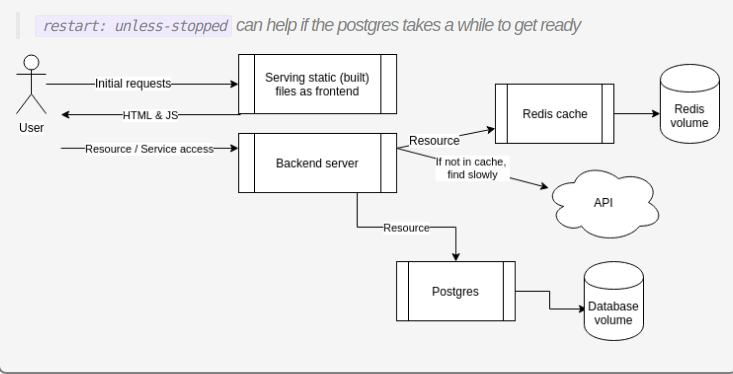 restart: unless-stopped can help if the postgres takes a while to get ready
Initial requests
Serving static (built)
files as frontend
User
HTML & JS
Resource / Service access
Backend server
Resource
Redis cache
Redis
volume
If not in cache,
find slowly
API
Resource
Postgres
Database
volume